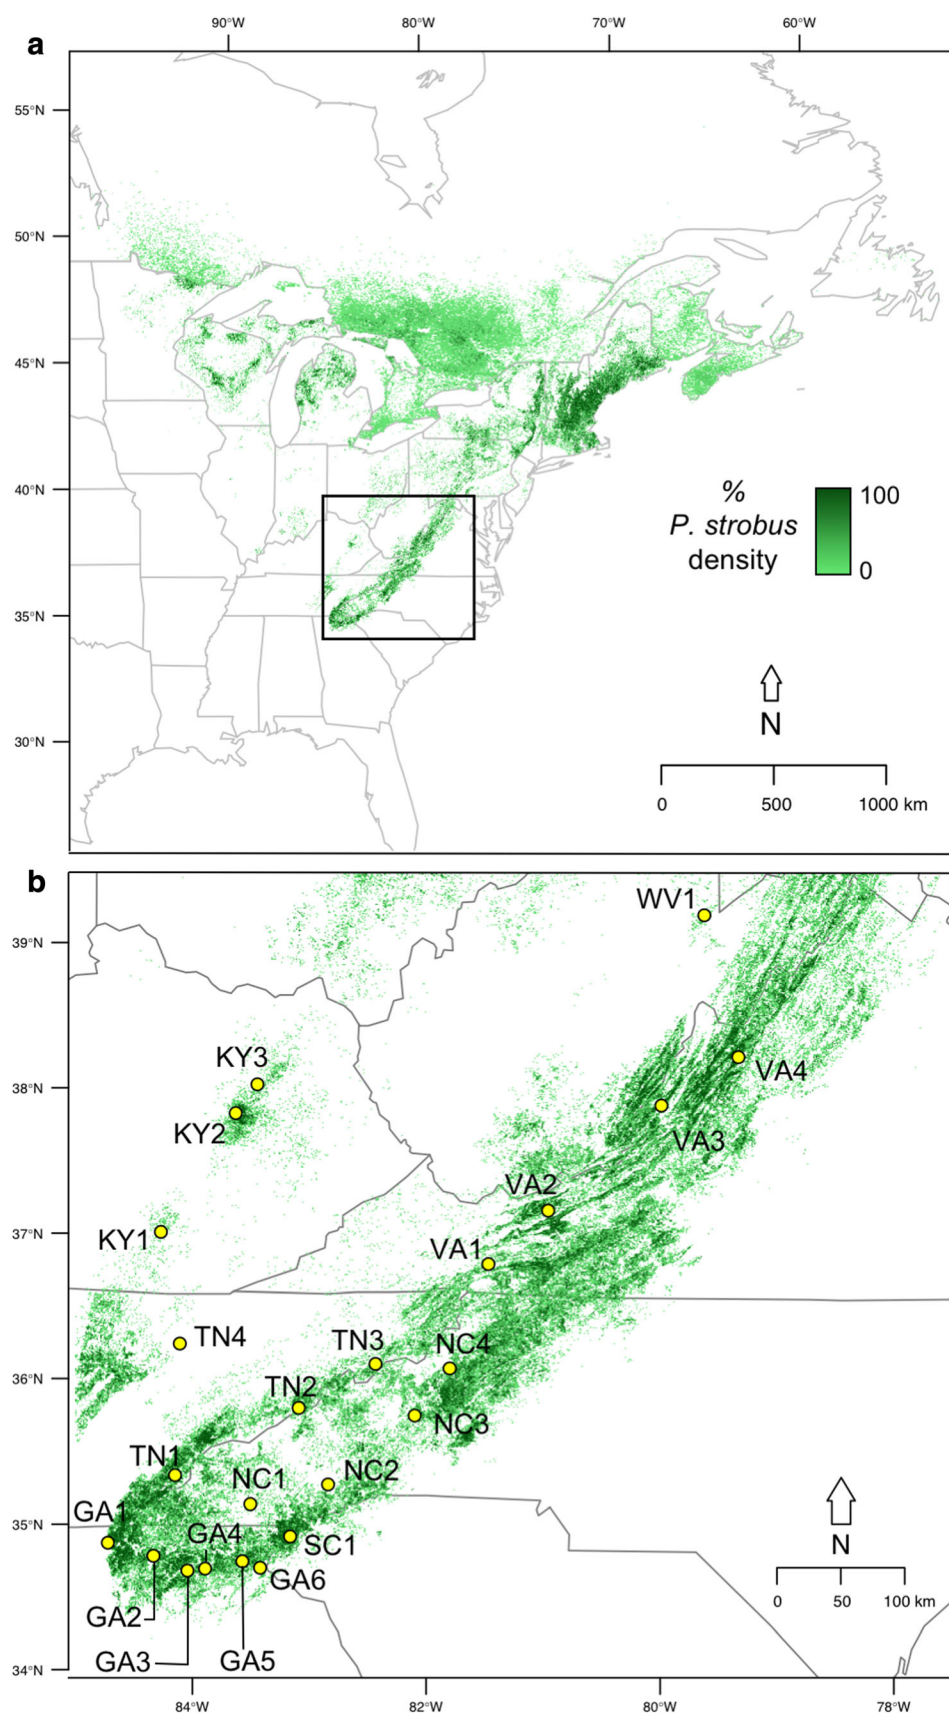 90°W 80°W 70°W 60°W
a
55°N
50°N
45°N
40°N
35°N
30°N
%
P. strobus
density
100
0
N
0 500 1000 km
b
39°N
38°N
37°N
36°N
35°N
34°N
WV1
KY3
VA4
KY2
VA3
VA2
KY1
VA1
TN4
TN3
NC4
TN2
NC3
TN1
NC1
NC2
GA1
GA4
SC1
GA6
GA2
GA3
GA5
N
0 50 100 km
84°W 82°W 80°W 78°W